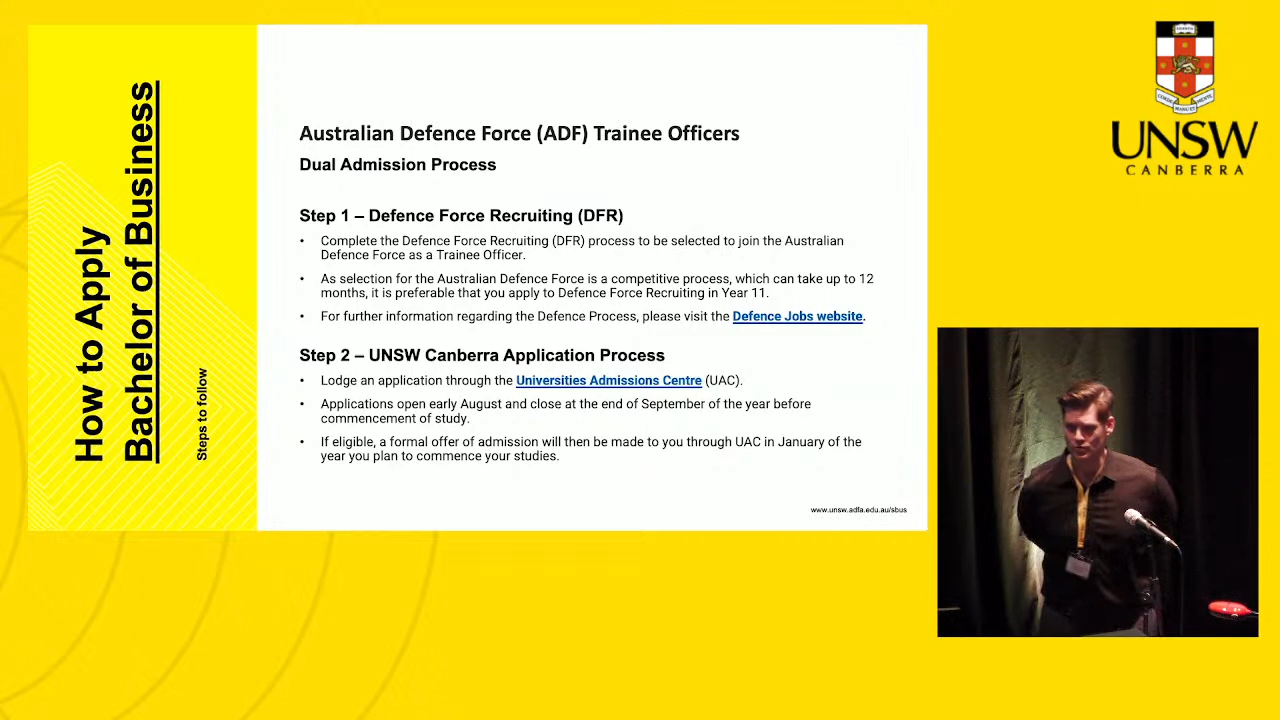 How to Apply
Bachelor of Business
Steps to follow
Australian Defence Force (ADF) Trainee Officers
Dual Admission Process
Step 1 – Defence Force Recruiting (DFR)
• Complete the Defence Force Recruiting (DFR) process to be selected to join the Australian
Defence Force as a Trainee Officer.
• As selection for the Australian Defence Force is a competitive process, which can take up to 12
months, it is preferable that you apply to Defence Force Recruiting in Year 11.
• For further information regarding the Defence Process, please visit the Defence Jobs website.
Step 2 – UNSW Canberra Application Process
• Lodge an application through the Universities Admissions Centre (UAC).
• Applications open early August and close at the end of September of the year before
commencement of study.
• If eligible, a formal offer of admission will then be made to you through UAC in January of the
year you plan to commence your studies.
www.unsw.adfa.edu.au/sbus
UNSW
CANBERRA